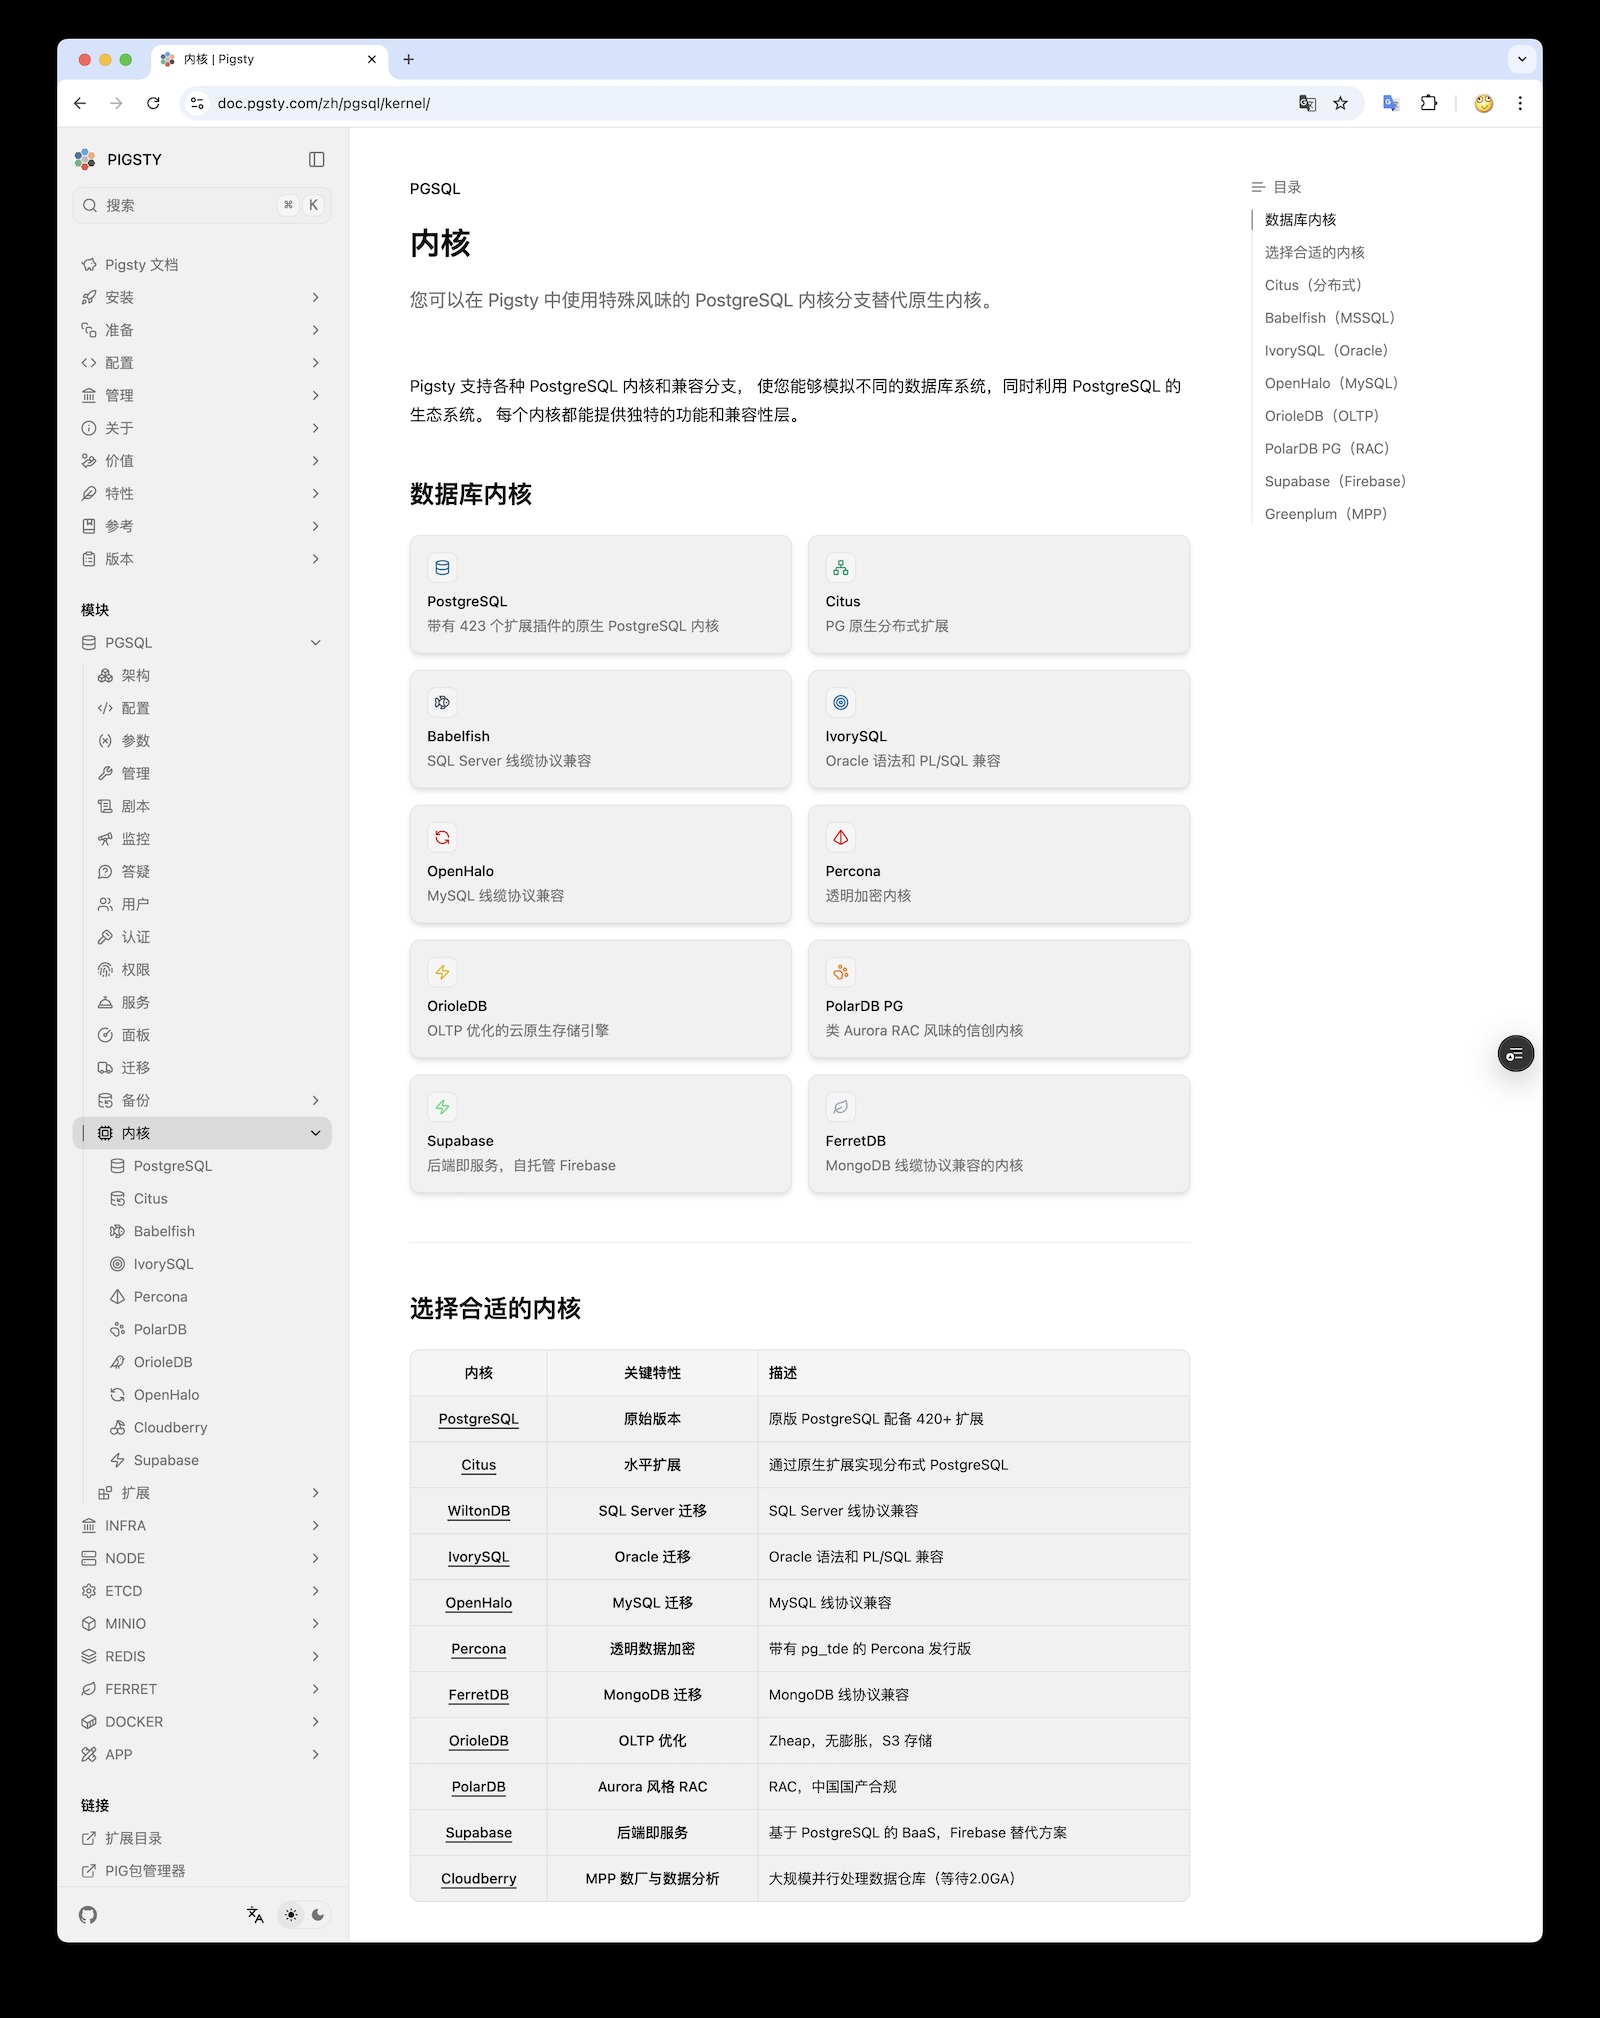 内核 | Pigsty
doc.pgsty.com/zh/pgsql/kernel/
PIGSTY
搜索
⌘ K
Pigsty 文档
安装
准备
配置
管理
关于
价值
特性
参考
版本
模块
PGSQL
架构
配置
参数
管理
剧本
监控
答疑
用户
认证
权限
服务
面板
迁移
备份
内核
PostgreSQL
Citus
Babelfish
IvorySQL
Percona
PolarDB
OrioleDB
OpenHalo
Cloudberry
Supabase
扩展
INFRA
NODE
ETCD
MINIO
REDIS
FERRET
DOCKER
APP
链接
扩展目录
PIG包管理器
PGSQL
内核
您可以在 Pigsty 中使用特殊风味的 PostgreSQL 内核分支替代原生内核。
Pigsty 支持各种 PostgreSQL 内核和兼容分支， 使您能够模拟不同的数据库系统，同时利用 PostgreSQL 的
生态系统。 每个内核都能提供独特的功能和兼容性层。
数据库内核
PostgreSQL
带有 423 个扩展插件的原生 PostgreSQL 内核
Citus
PG 原生分布式扩展
Babelfish
SQL Server 线缆协议兼容
IvorySQL
Oracle 语法和 PL/SQL 兼容
OpenHalo
MySQL 线缆协议兼容
Percona
透明加密内核
OrioleDB
OLTP 优化的云原生存储引擎
PolarDB PG
类 Aurora RAC 风味的信创内核
Supabase
后端即服务，自托管 Firebase
FerretDB
MongoDB 线缆协议兼容的内核
选择合适的内核
内核 关键特性 描述
PostgreSQL 原始版本 原版 PostgreSQL 配备 420+ 扩展
Citus 水平扩展 通过原生扩展实现分布式 PostgreSQL
WiltonDB SQL Server 迁移 SQL Server 线协议兼容
IvorySQL Oracle 迁移 Oracle 语法和 PL/SQL 兼容
OpenHalo MySQL 迁移 MySQL 线协议兼容
Percona 透明数据加密 带有 pg_tde 的 Percona 发行版
FerretDB MongoDB 迁移 MongoDB 线协议兼容
OrioleDB OLTP 优化 Zheap，无膨胀，S3 存储
PolarDB Aurora 风格 RAC RAC，中国国产合规
Supabase 后端即服务 基于 PostgreSQL 的 BaaS，Firebase 替代方案
Cloudberry MPP 数厂与数据分析 大规模并行处理数据仓库（等待2.0GA）
目录
数据库内核
选择合适的内核
Citus（分布式）
Babelfish（MSSQL）
IvorySQL（Oracle）
OpenHalo（MySQL）
OrioleDB（OLTP）
PolarDB PG（RAC）
Supabase（Firebase）
Greenplum（MPP）